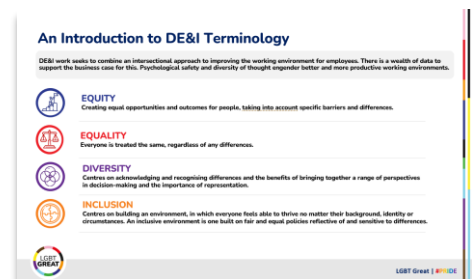 An Introduction to DE&I Terminology
DE&I work seeks to combine an intersectional approach to improving the working environment for employees. There is a wealth of data to
support the business case for this. Psychological safety and diversity of thought engender better and more productive working environments.
EQUITY
Creating equal opportunities and outcomes for people, taking into account specific barriers and differences.
EQUALITY
Everyone is treated the same, regardless of any differences.
DIVERSITY
Centres on acknowledging and recognising differences and the benefits of bringing together a range of perspectives
in decision-making and the importance of representation.
INCLUSION
Centres on building an environment, in which everyone feels able to thrive no matter their background, identity or
circumstances. An inclusive environment is one built on fair and equal policies reflective of and sensitive to differences.
LGBT
GREAT
LGBT Great | #PRIDE